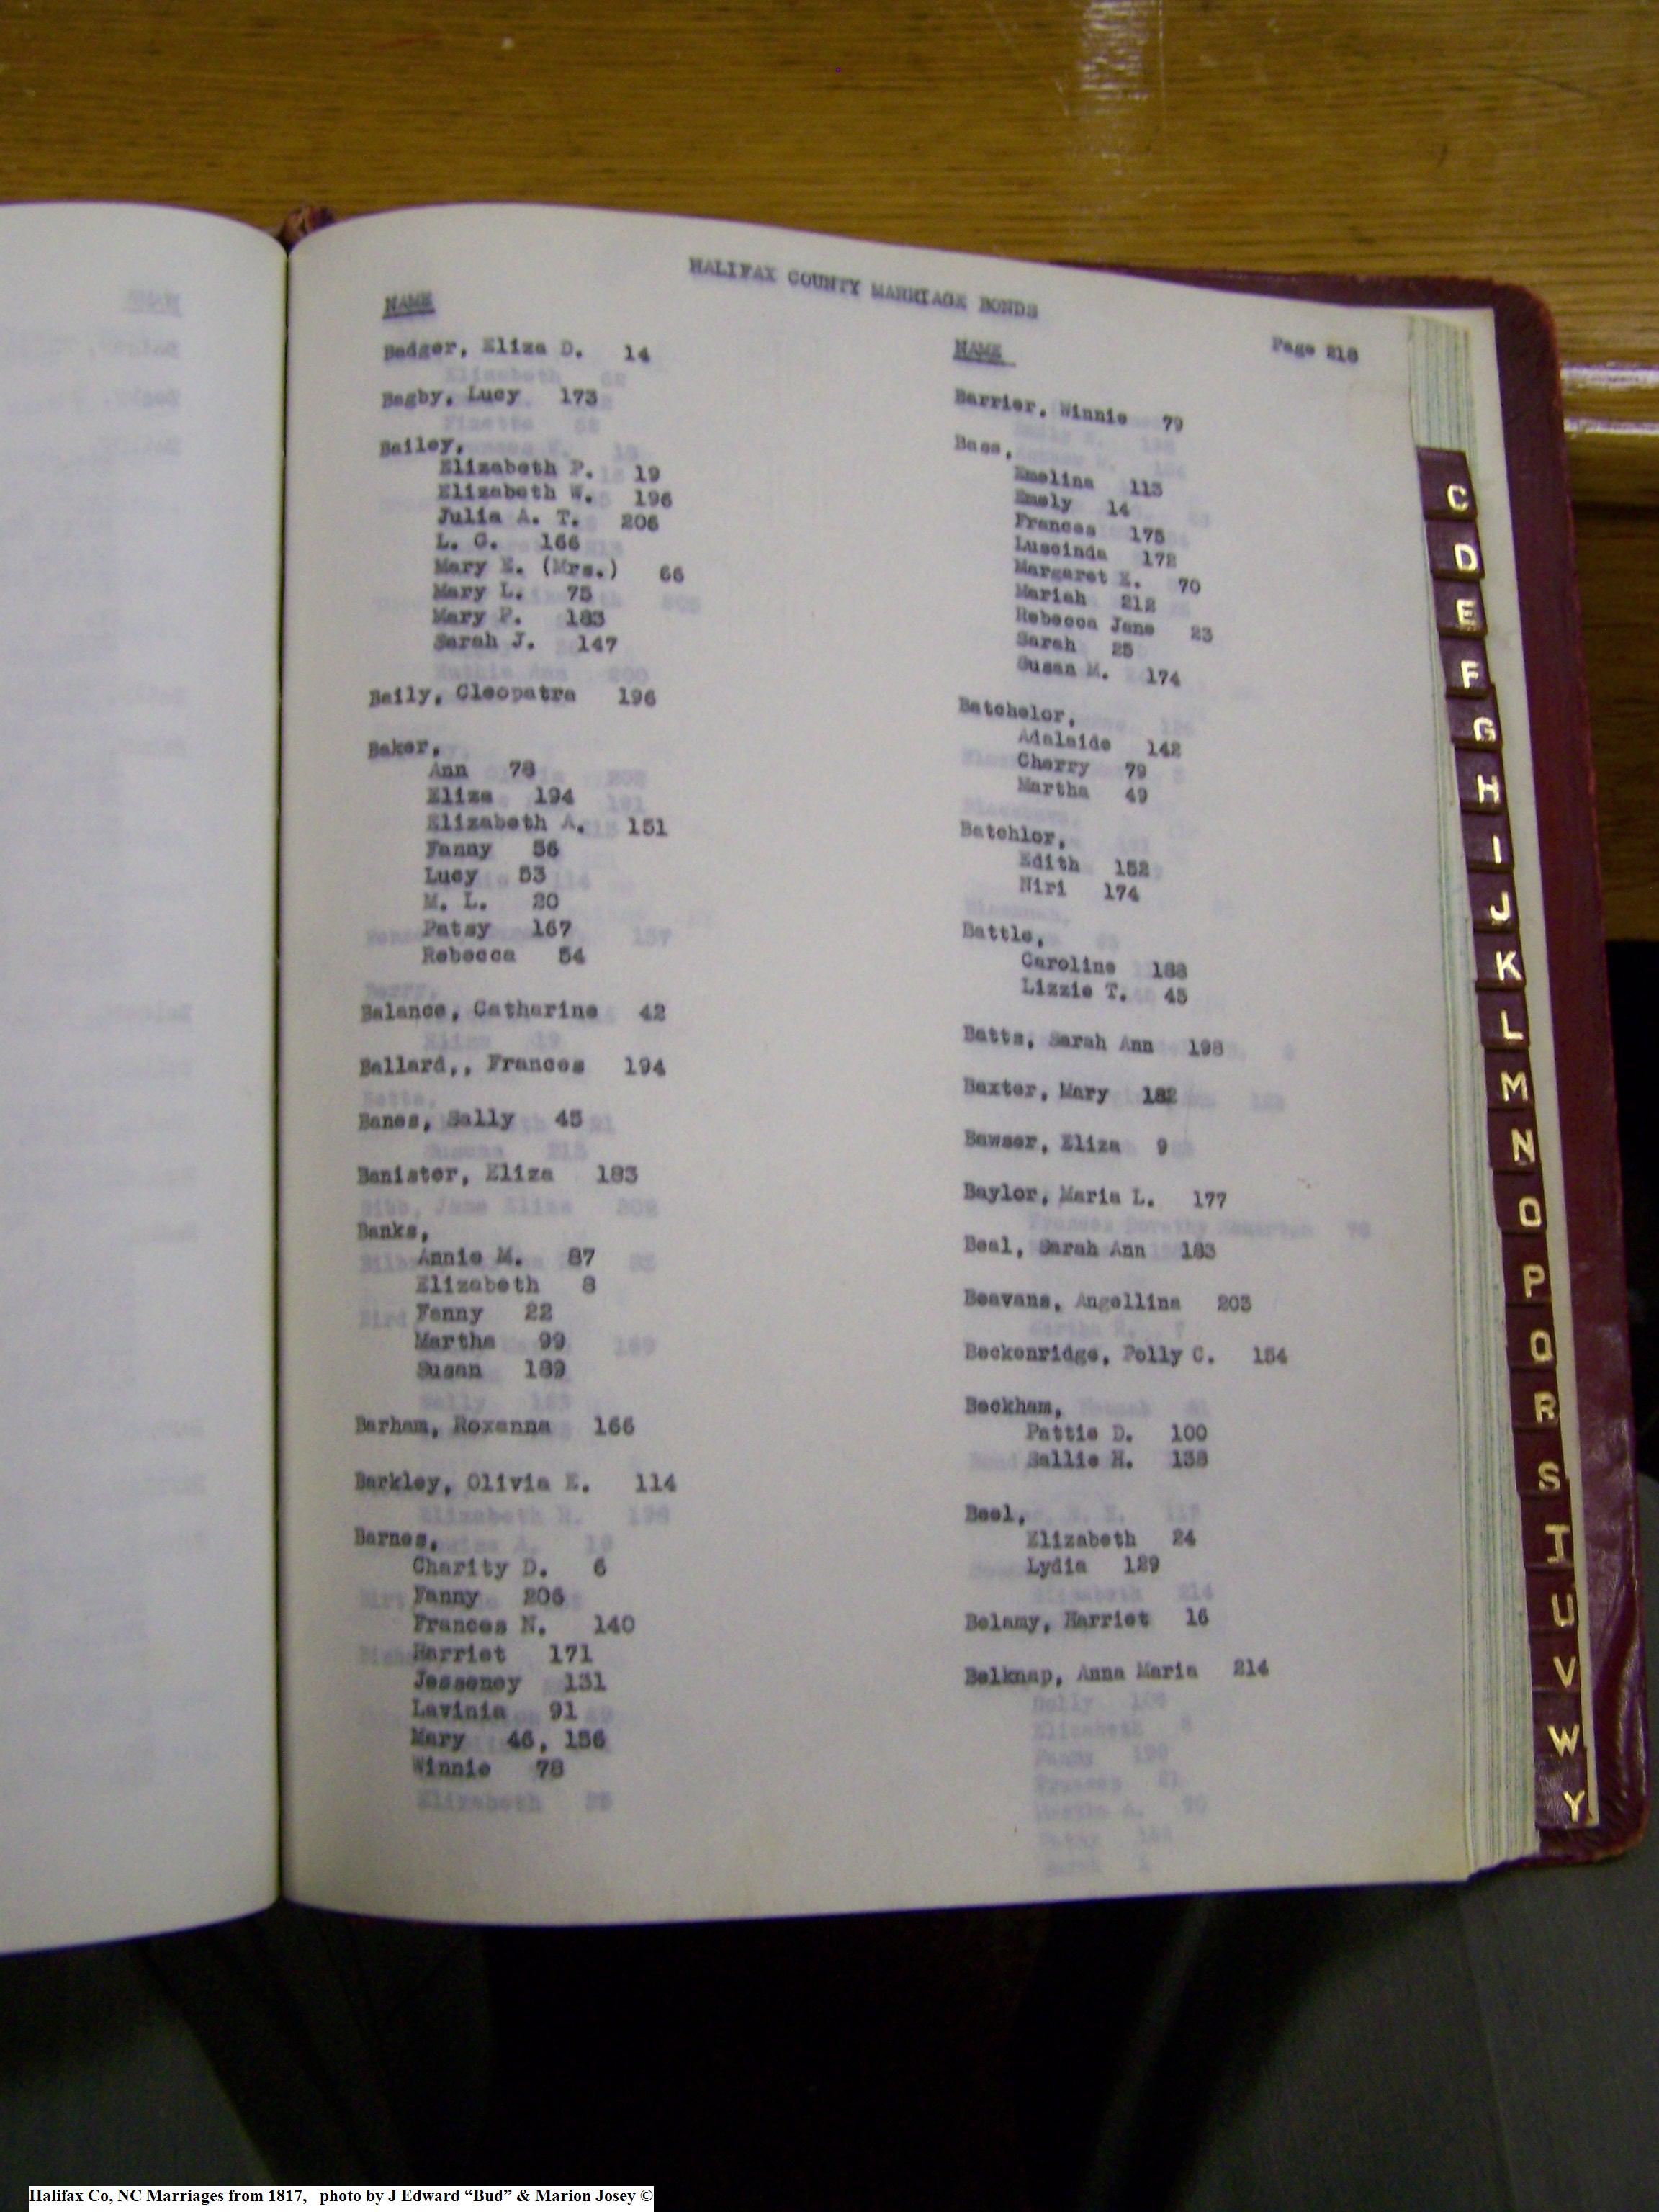 HALIFAX COUNTY MARRIAGE BONDS
Page 218
NAME
Badger, Eliza D. 14
Bagby, Lucy 173
Bailey,
Elizabeth P. 19
Elizabeth W. 196
Julia A. T. 206
L. G. 166
Mary E. (Mrs.) 66
Mary L. 75
Mary P. 183
Sarah J. 147
Baily, Cleopatra 196
Baker,
Ann 78
Eliza 194
Elizabeth A. 151
Fanny 56
Lucy 53
M. L. 20
Patsy 167
Rebecca 54
Balance, Catharine 42
Ballard,, Frances 194
Banes, Sally 45
Banister, Eliza 183
Banks,
Annie M. 87
Elizabeth 8
Fanny 22
Martha 99
Susan 189
Barham, Roxanna 166
Barkley, Olivia E. 114
Barnes,
Charity D. 6
Fanny 206
Frances N. 140
Harriet 171
Jesseney 131
Lavinia 91
Mary 46, 156
Winnie 78
NAME
Barrier, Winnie 79
Bass,
Emelina 113
Emely 14
Frances 175
Luscinda 172
Margaret E. 70
Mariah 212
Rebecca Jane 23
Sarah 25
Susan M. 174
Batchelor,
Adalaide 142
Cherry 79
Martha 49
Batchlor,
Edith 152
Niri 174
Battle,
Caroline 188
Lizzie T. 45
Batts, Sarah Ann 198
Baxter, Mary 182
Bawser, Eliza 9
Baylor, Maria L. 177
Beal, Sarah Ann 183
Beavans, Angellina 203
Beckenridge, Polly C. 154
Beckham,
Pattie D. 100
Sallie H. 138
Beel,
Elizabeth 24
Lydia 129
Belamy, Harriet 16
Belknap, Anna Maria 214
C
D
E
F
G
H
I
J
K
L
M
N
O
P
Q
R
S
T
U
V
W
Y
Halifax Co, NC Marriages from 1817, photo by J Edward “Bud” & Marion Josey ©